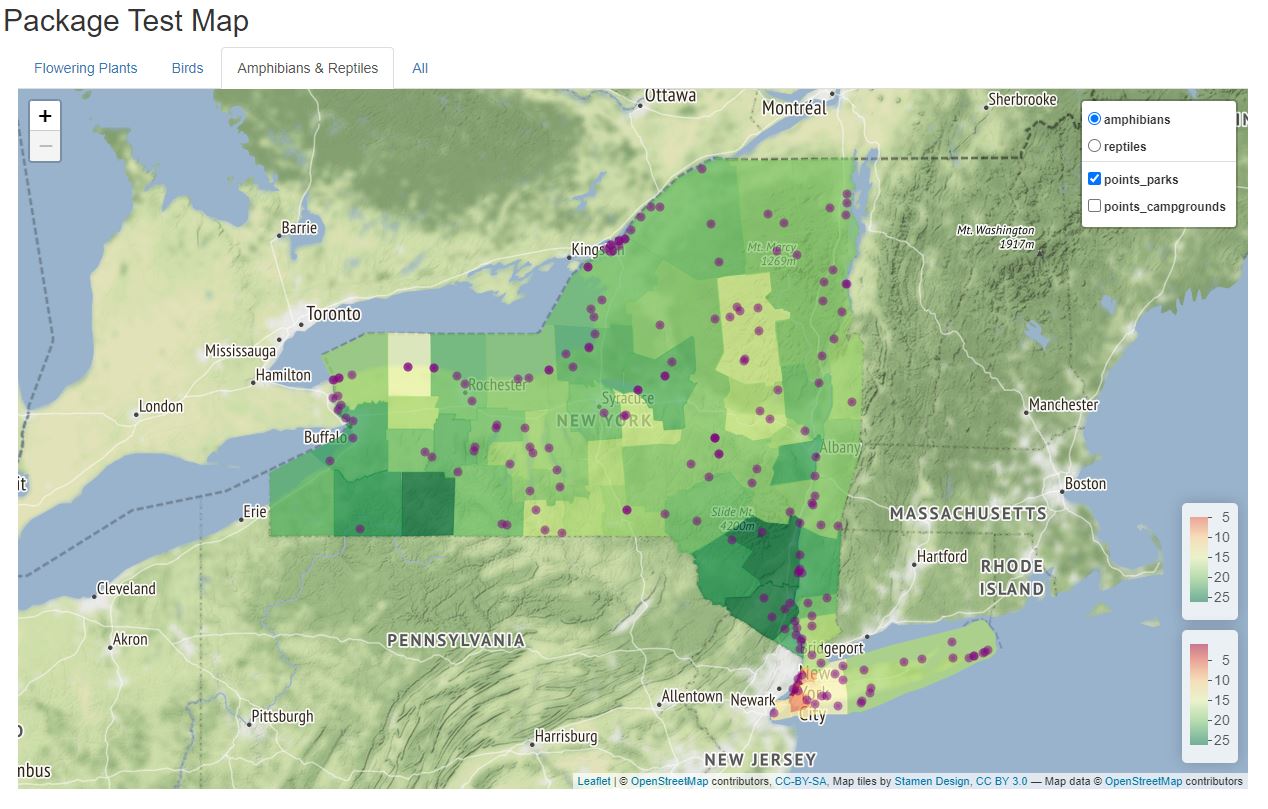 Package Test Map
Flowering Plants Birds Amphibians & Reptiles All
+
−
Ottawa
Montréal
Sherbrooke
amphibians
reptiles
points_parks
points_campgrounds
Barrie
Mt. Washington
1917m
Kingston
Mt. Marcy
1269m
Toronto
Mississauga
Hamilton
Rochester
London
Syracuse
Manchester
Buffalo
NEW YORK
Albany
Boston
Erie
Slide Mt.
4200m
MASSACHUSETTS
Hartford
RHODE
ISLAND
Cleveland
Akron
PENNSYLVANIA
Bridgeport
Allentown
Newark
New
York
City
Pittsburgh
Harrisburg
NEW JERSEY
5
10
15
20
25
5
10
15
20
25
Leaflet | © OpenStreetMap contributors, CC-BY-SA, Map tiles by Stamen Design, CC BY 3.0 — Map data © OpenStreetMap contributors